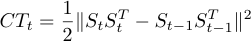 $CT_t = \frac{1}{2} \| S_t S_t^T - S_{t-1} S_{t-1}^T \|^2$